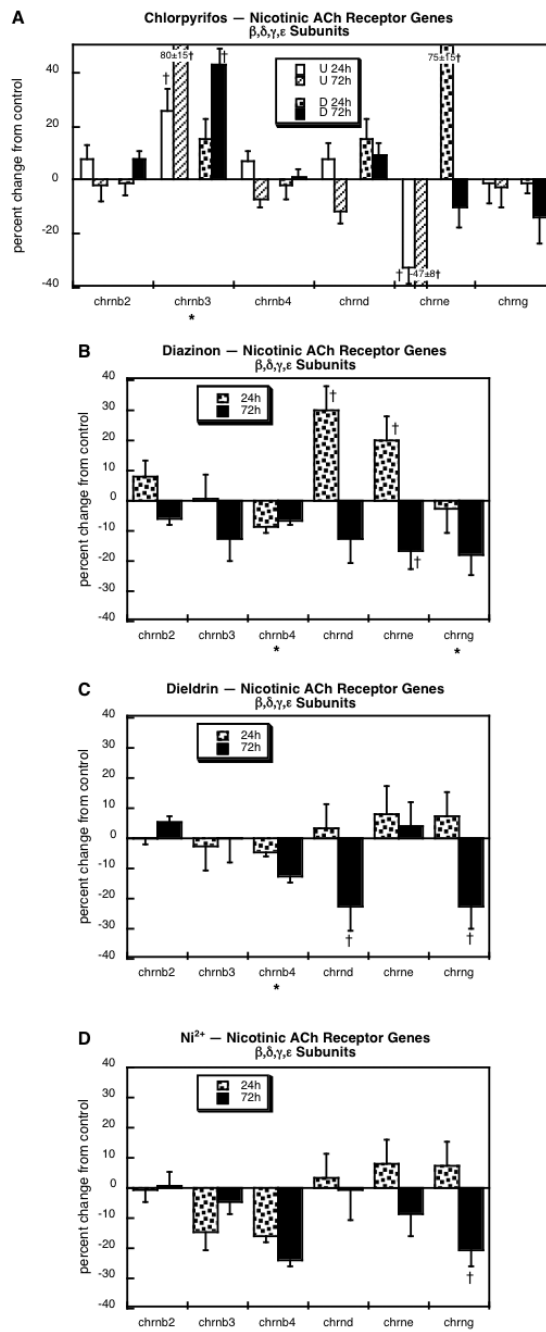 A
Chlorpyrifos — Nicotinic ACh Receptor Genes
β,δ,γ,ε Subunits
percent change from control
40
20
0
-20
-40
80±15†
†
†
U 24h
U 72h
D 24h
D 72h
75±15†
†
-47±8†
chrnb2
chrnb3
chrnb4
chrnd
chrne
chrng
*
B
Diazinon — Nicotinic ACh Receptor Genes
β,δ,γ,ε Subunits
percent change from control
40
30
20
10
0
-10
-20
-30
-40
24h
72h
†
†
†
chrnb2
chrnb3
chrnb4
chrnd
chrne
chrng
*
*
C
Dieldrin — Nicotinic ACh Receptor Genes
β,δ,γ,ε Subunits
percent change from control
40
30
20
10
0
-10
-20
-30
-40
24h
72h
†
†
chrnb2
chrnb3
chrnb4
chrnd
chrne
chrng
*
D
Ni²⁺ — Nicotinic ACh Receptor Genes
β,δ,γ,ε Subunits
percent change from control
40
30
20
10
0
-10
-20
-30
-40
24h
72h
†
chrnb2
chrnb3
chrnb4
chrnd
chrne
chrng